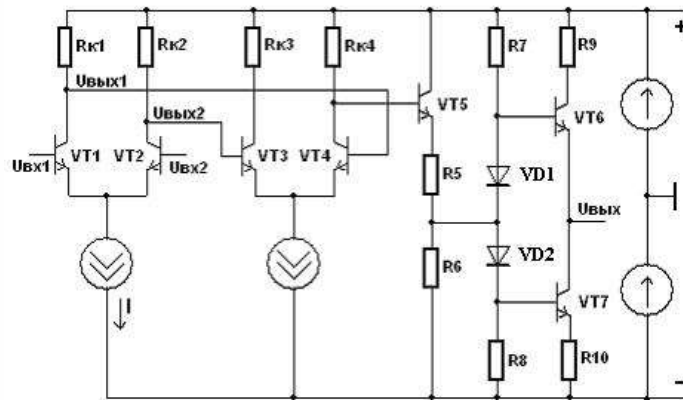 Rк1 Rк2 Rк3 Rк4 R7 R9 +
Uвых1
Uвых2 VT5 VT6
VT1 VT2 VT3 VT4
Uвх1 Uвх2
R5 VD1
Uвых
R6 VD2
VT7
I
R8 R10 −